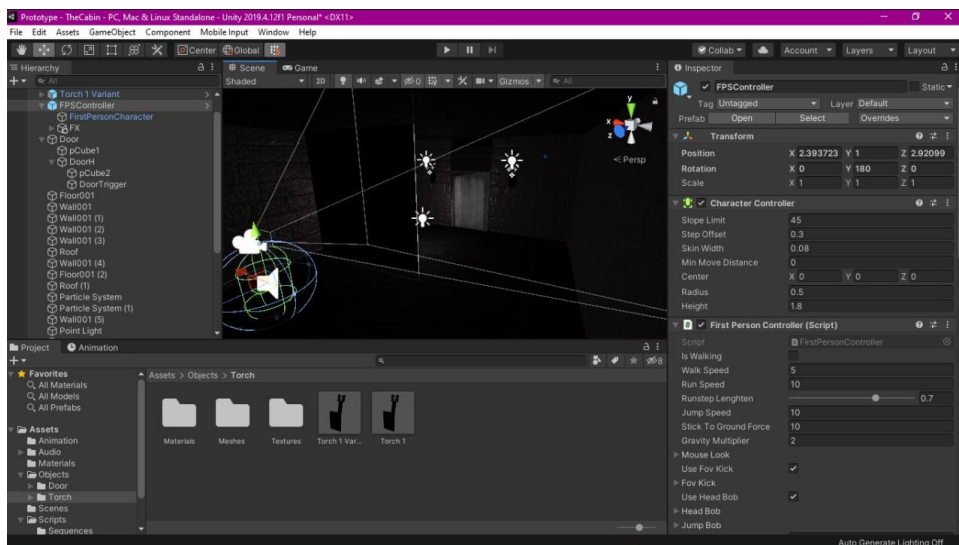 Prototype - TheCabin - PC, Mac & Linux Standalone - Unity 2019.4.12f1 Personal* <DX11>
File Edit Assets GameObject Component Mobile Input Window Help
Center Global
Collab Account Layers Layout
Hierarchy
All
Torch 1 Variant
FPSController
FirstPersonCharacter
FX
Door
pCube1
DoorH
pCube2
DoorTrigger
Floor001
Wall001
Wall001 (1)
Wall001 (2)
Wall001 (3)
Roof
Wall001 (4)
Floor001 (2)
Roof (1)
Particle System
Particle System (1)
Wall001 (5)
Point Light
Scene Game
Shaded 2D 0 Gizmos All
y
x
z
Persp
Inspector
FPSController Static
Tag Untagged Layer Default
Prefab Open Select Overrides
Transform
Position X 2.393723 Y 1 Z 2.92099
Rotation X 0 Y 180 Z 0
Scale X 1 Y 1 Z 1
Character Controller
Slope Limit 45
Step Offset 0.3
Skin Width 0.08
Min Move Distance 0
Center X 0 Y 0 Z 0
Radius 0.5
Height 1.8
First Person Controller (Script)
Script FirstPersonController
Is Walking
Walk Speed 5
Run Speed 10
Runstep Lenghten 0.7
Jump Speed 10
Stick To Ground Force 10
Gravity Multiplier 2
Mouse Look
Use Fov Kick
Fov Kick
Use Head Bob
Head Bob
Jump Bob
Project Animation
8
Favorites
All Materials
All Models
All Prefabs
Assets
Animation
Audio
Materials
Objects
Door
Torch
Scenes
Scripts
Sequences
Assets > Objects > Torch
Materials Meshes Textures Torch 1 Var... Torch 1
Auto Generate Lighting Off